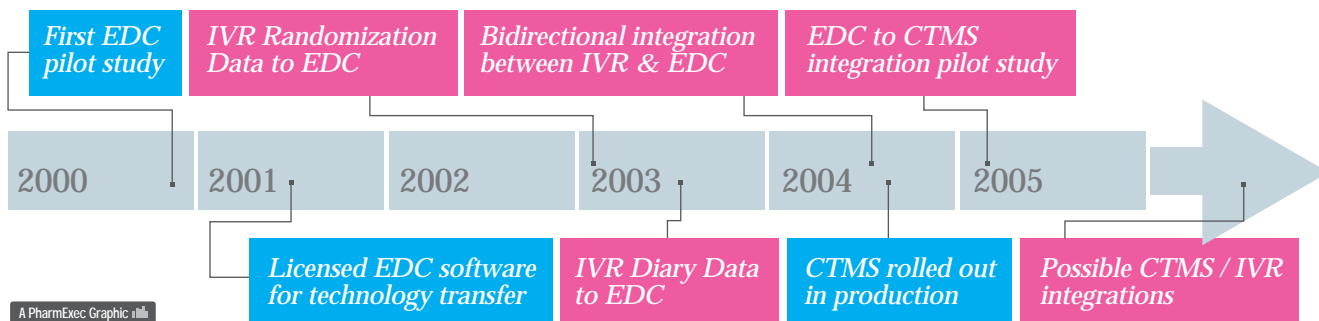 First EDC
pilot study
IVR Randomization
Data to EDC
Bidirectional integration
between IVR & EDC
EDC to CTMS
integration pilot study
2000
2001
2002
2003
2004
2005
Licensed EDC software
for technology transfer
IVR Diary Data
to EDC
CTMS rolled out
in production
Possible CTMS / IVR
integrations
A PharmExec Graphic